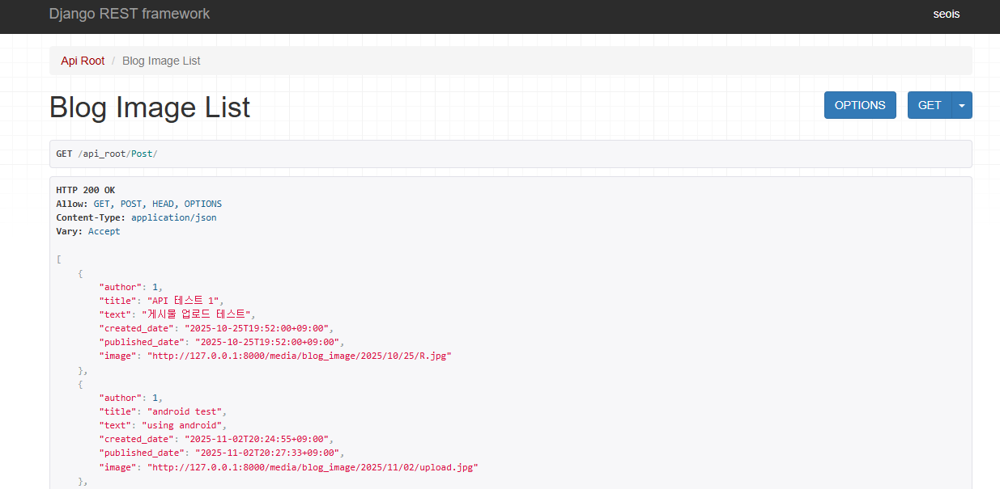 Django REST framework
seois
Api Root / Blog Image List
Blog Image List
OPTIONS
GET
GET /api_root/Post/
HTTP 200 OK
Allow: GET, POST, HEAD, OPTIONS
Content-Type: application/json
Vary: Accept
[
    {
        "author": 1,
        "title": "API 테스트 1",
        "text": "게시물 업로드 테스트",
        "created_date": "2025-10-25T19:52:00+09:00",
        "published_date": "2025-10-25T19:52:00+09:00",
        "image": "http://127.0.0.1:8000/media/blog_image/2025/10/25/R.jpg"
    },
    {
        "author": 1,
        "title": "android test",
        "text": "using android",
        "created_date": "2025-11-02T20:24:55+09:00",
        "published_date": "2025-11-02T20:27:33+09:00",
        "image": "http://127.0.0.1:8000/media/blog_image/2025/11/02/upload.jpg"
    },